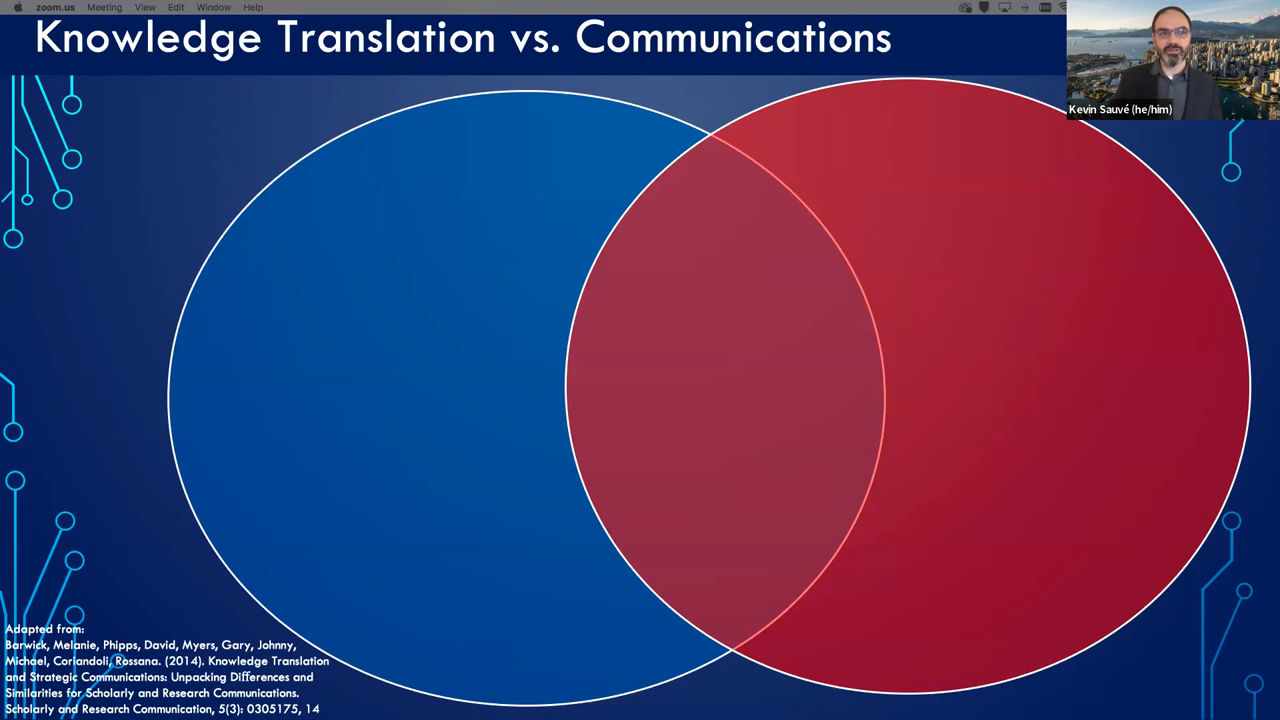 zoom.us Meeting View Edit Window Help
Knowledge Translation vs. Communications
Kevin Sauvé (he/him)
Adapted from:
Barwick, Melanie, Phipps, David, Myers, Gary, Johnny,
Michael, Coriandoli, Rossana. (2014). Knowledge Translation
and Strategic Communications: Unpacking Differences and
Similarities for Scholarly and Research Communications.
Scholarly and Research Communication, 5(3): 0305175, 14